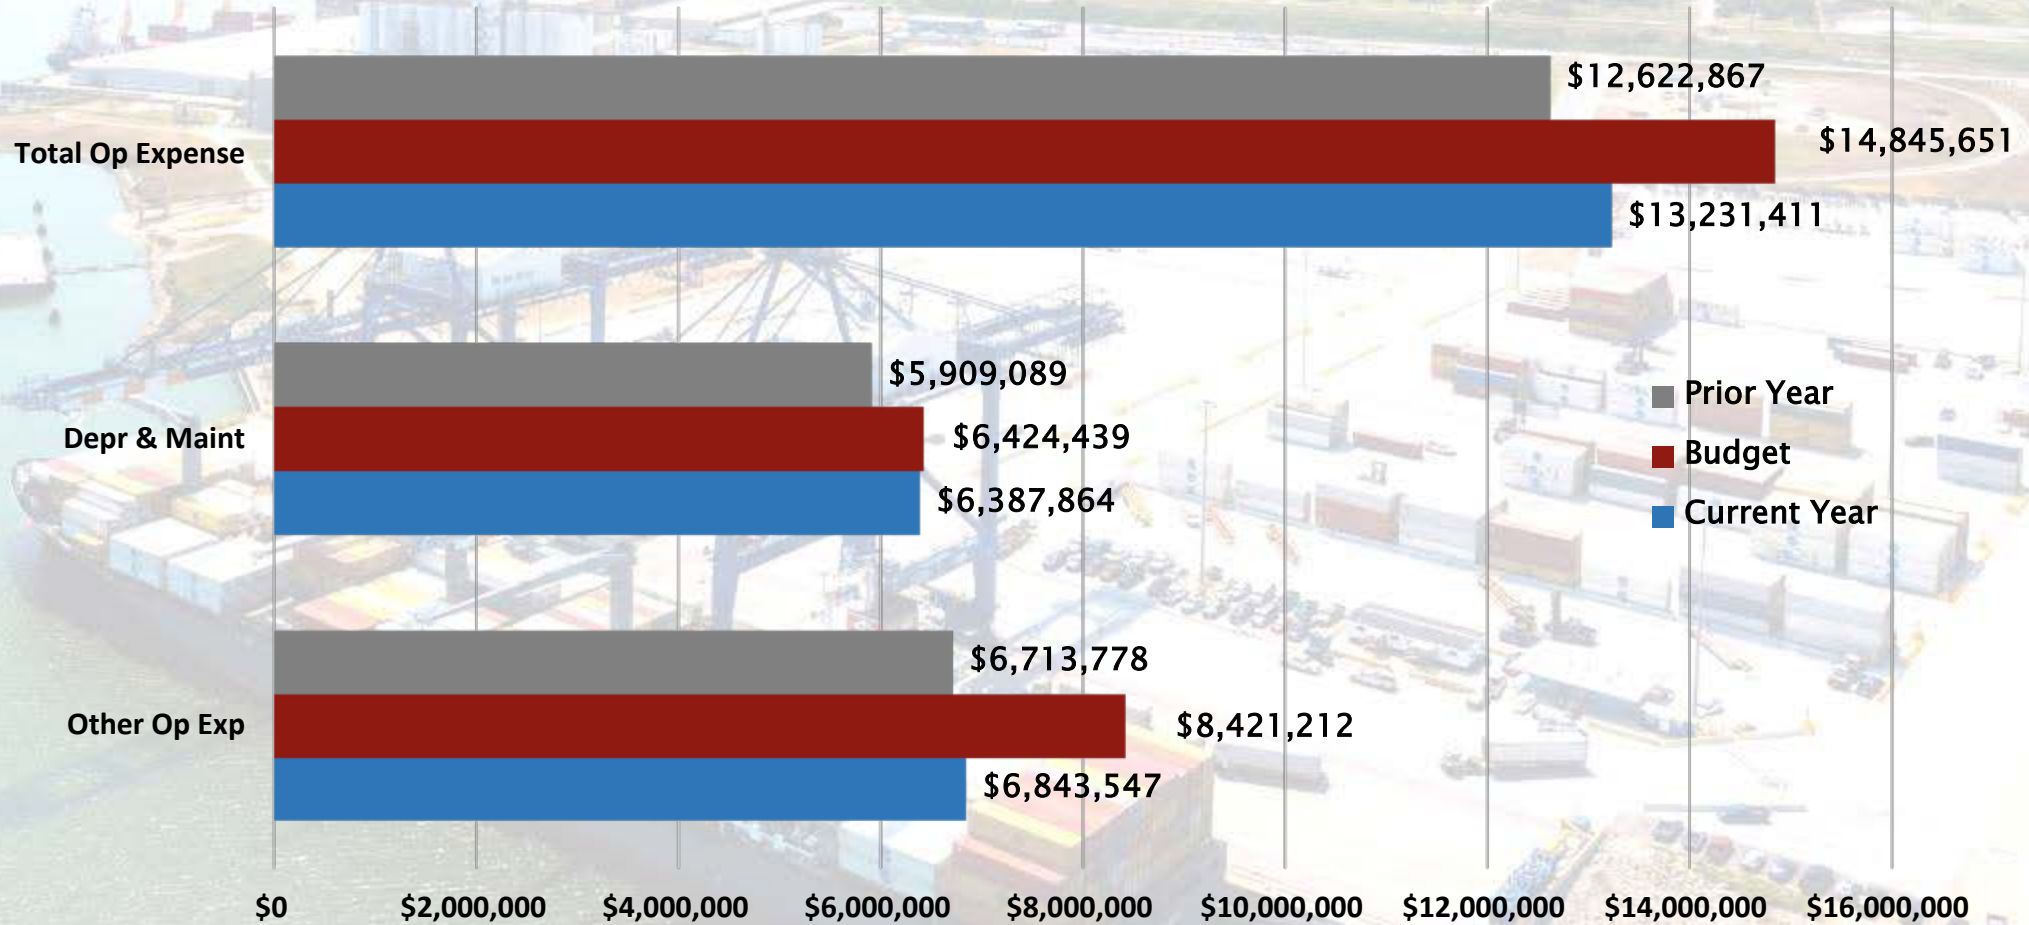 $12,622,867
Total Op Expense
$14,845,651
$13,231,411
$5,909,089
Depr & Maint
$6,424,439
$6,387,864
Prior Year
Budget
Current Year
$6,713,778
Other Op Exp
$8,421,212
$6,843,547
$0 $2,000,000 $4,000,000 $6,000,000 $8,000,000 $10,000,000 $12,000,000 $14,000,000 $16,000,000